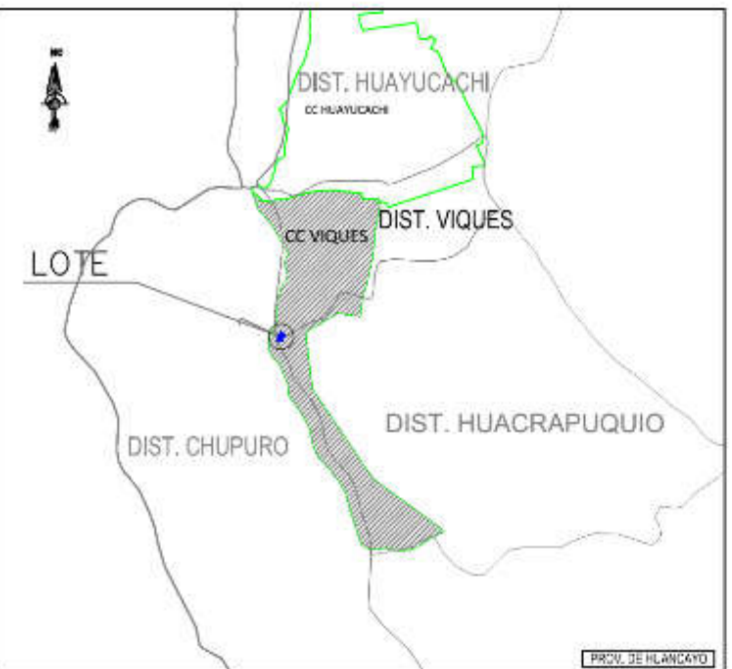 DIST. HUAYUCACHI
CC HUAYUCACHI
DIST. VIQUES
CC VIQUES
LOTE
DIST. HUACRAPUQUIO
DIST. CHUPURO
PROV. DE HUANCAYO